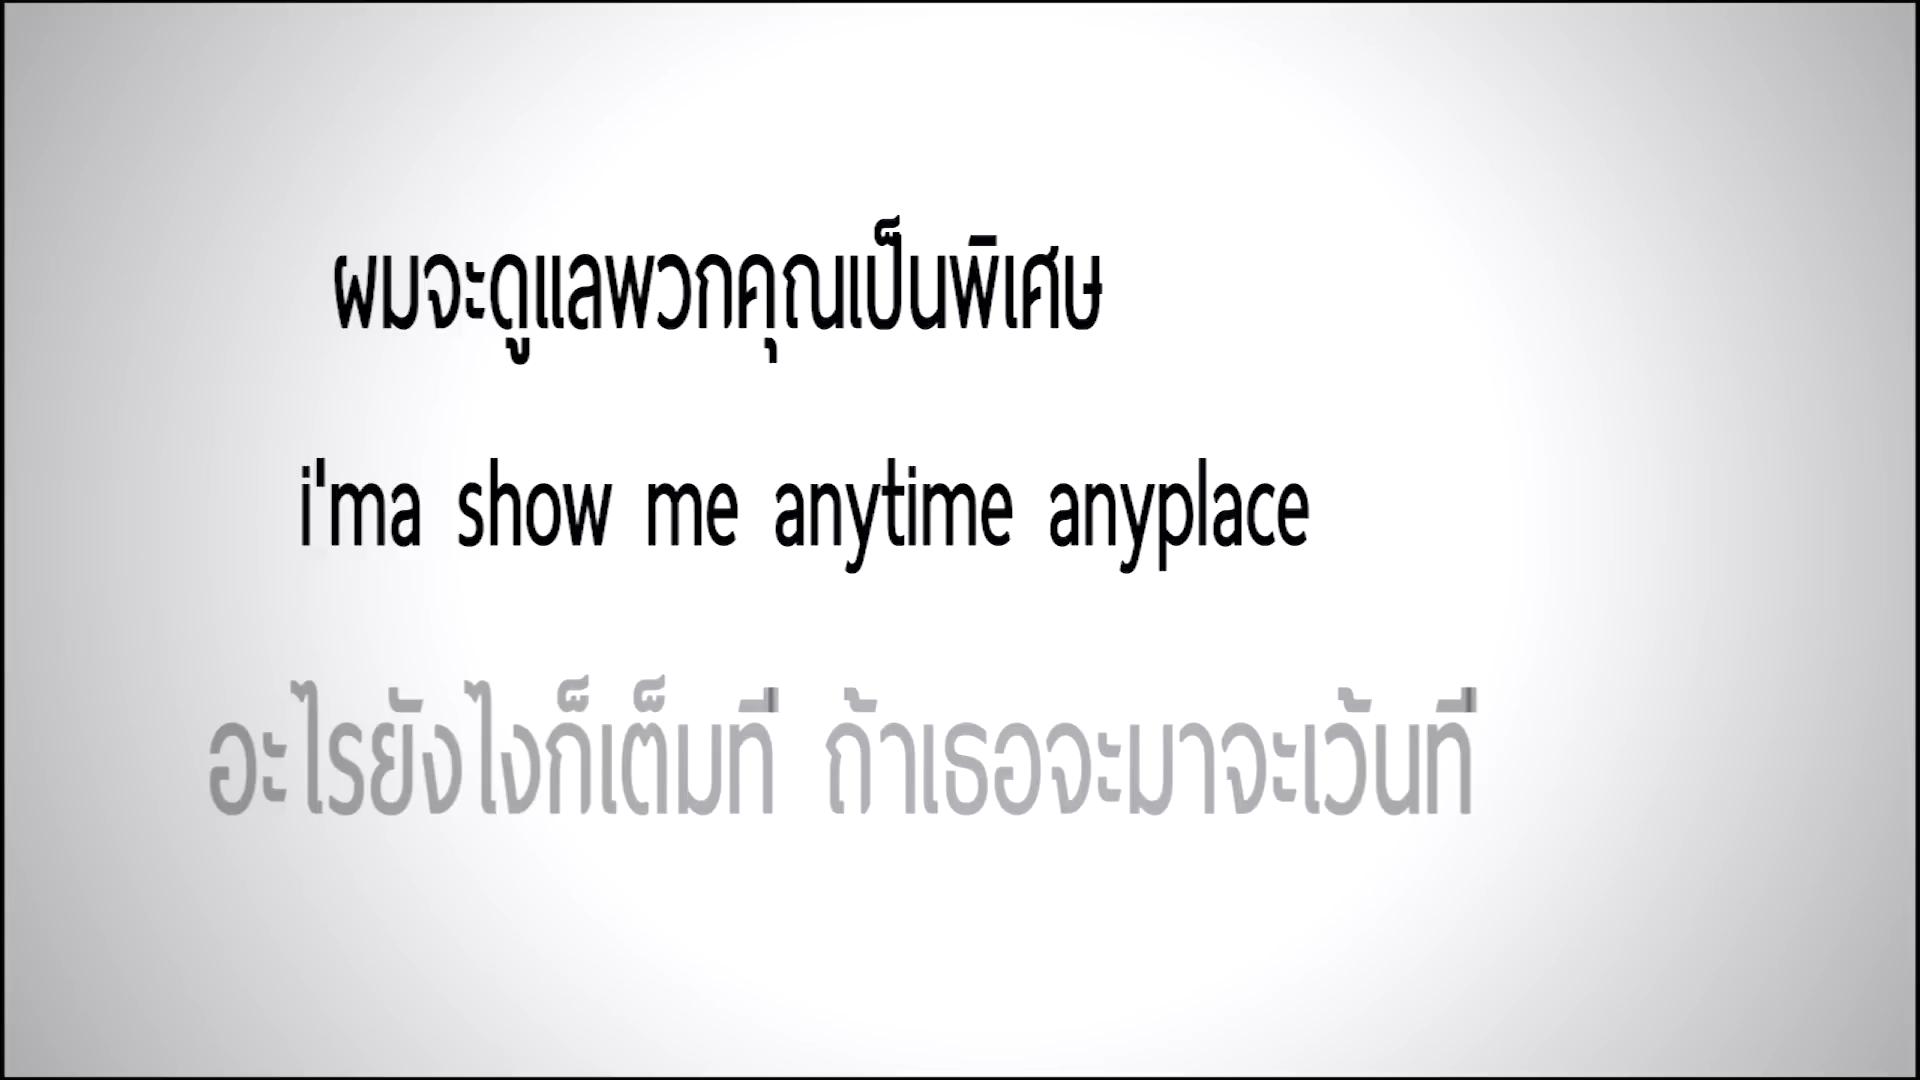 ผมจะดูแลพวกคุณเป็นพิเศษ
i'ma show me anytime anyplace
อะไรยังไงก็เต็มที่ ถ้าเธอจะมาจะเว้นที่